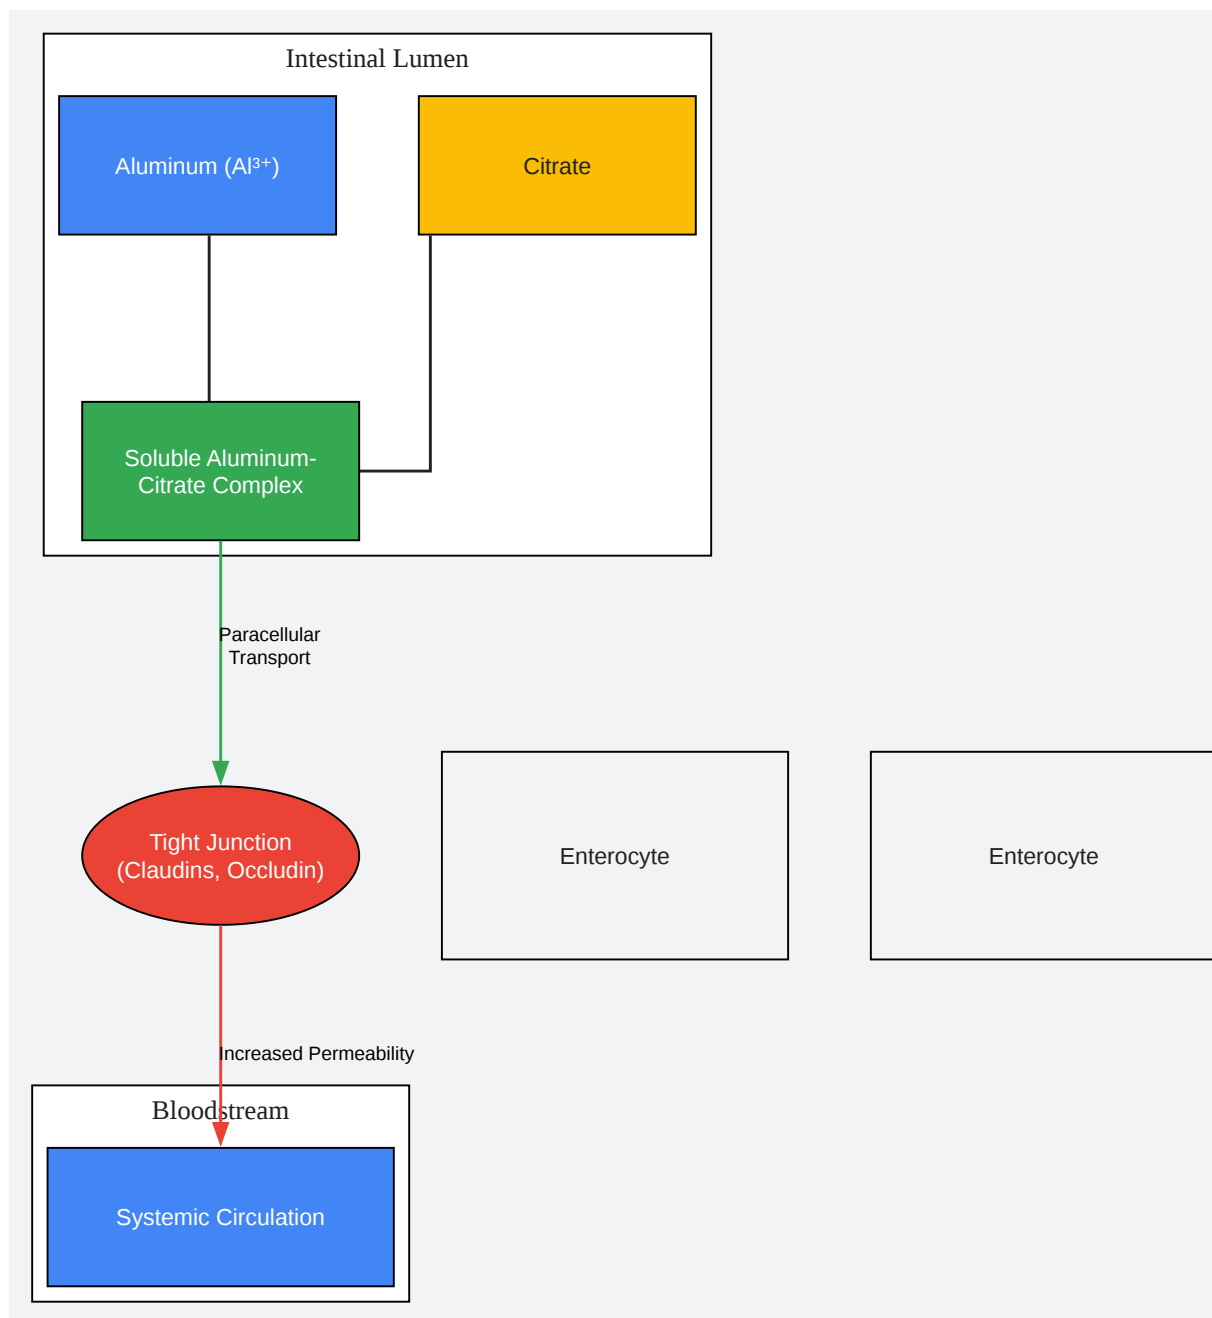 Intestinal Lumen
Aluminum (Al³⁺)
Citrate
Soluble Aluminum-
Citrate Complex
Paracellular
Transport
Tight Junction
(Claudins, Occludin)
Enterocyte
Enterocyte
Increased Permeability
Bloodstream
Systemic Circulation